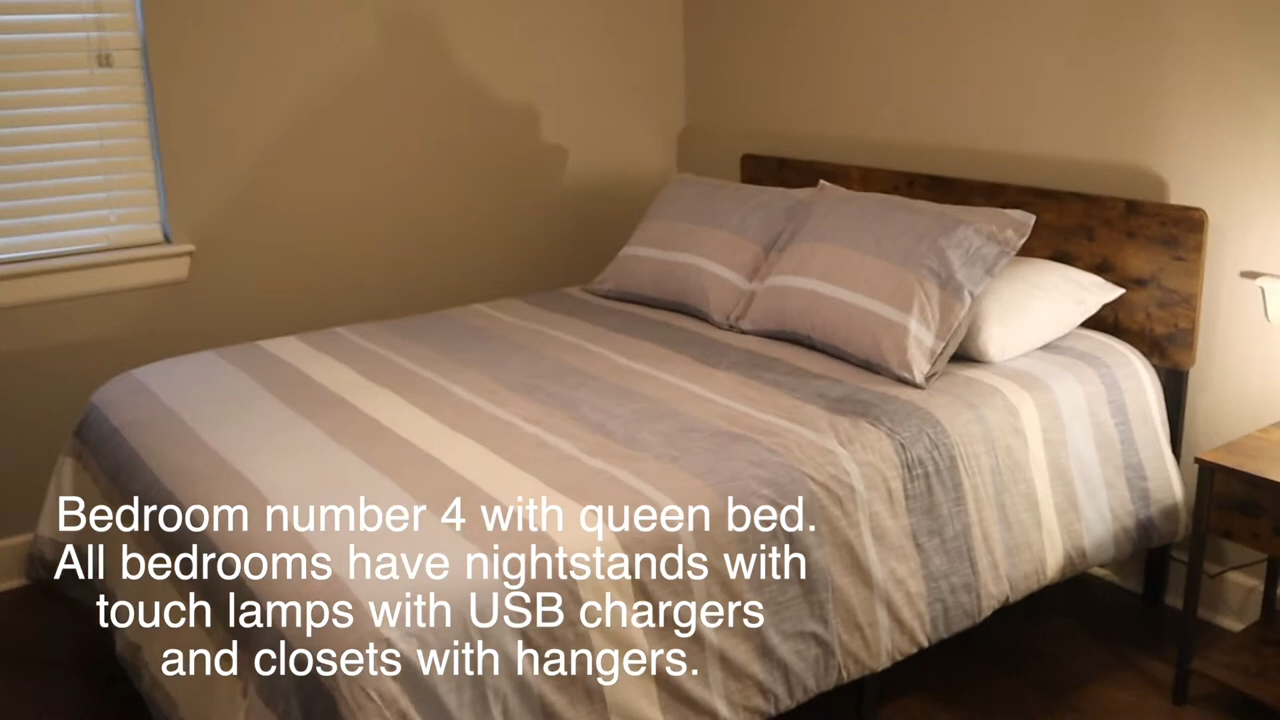 Bedroom number 4 with queen bed.
All bedrooms have nightstands with
touch lamps with USB chargers
and closets with hangers.